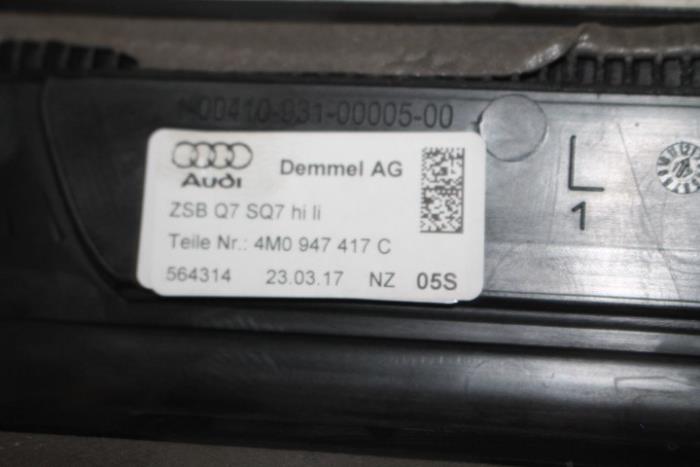 00410-931-00005-00
Audi
Demmel AG
ZSB Q7 SQ7 hi li
Teile Nr.: 4M0 947 417 C
564314 23.03.17 NZ 05S
L
1